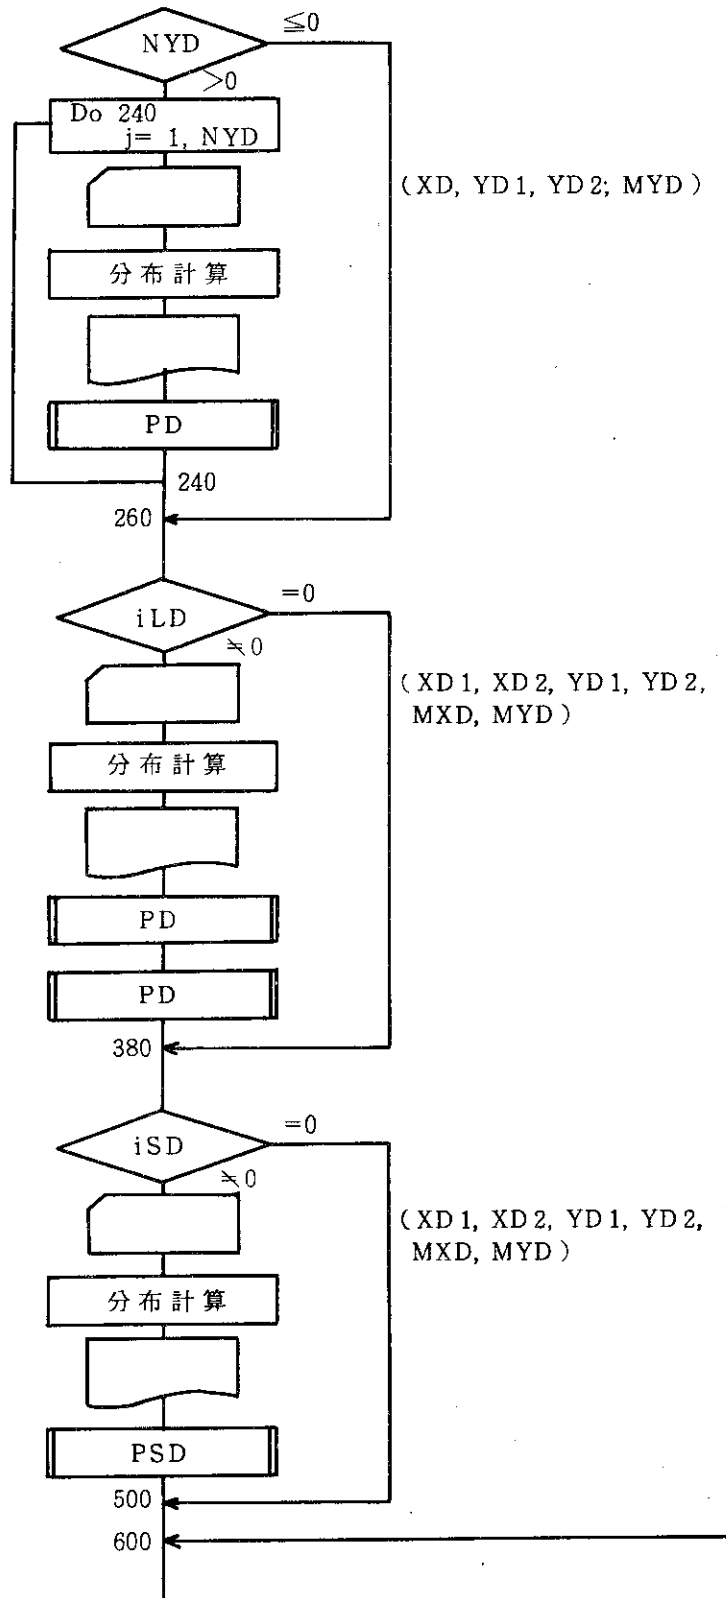 NYD
≦0
>0
Do 240
j= 1, NYD
(XD, YD1, YD2; MYD)
分布計算
PD
240
260
iLD
=0
≠0
(XD1, XD2, YD1, YD2,
MXD, MYD)
分布計算
PD
PD
380
iSD
=0
≠0
(XD1, XD2, YD1, YD2,
MXD, MYD)
分布計算
PSD
500
600